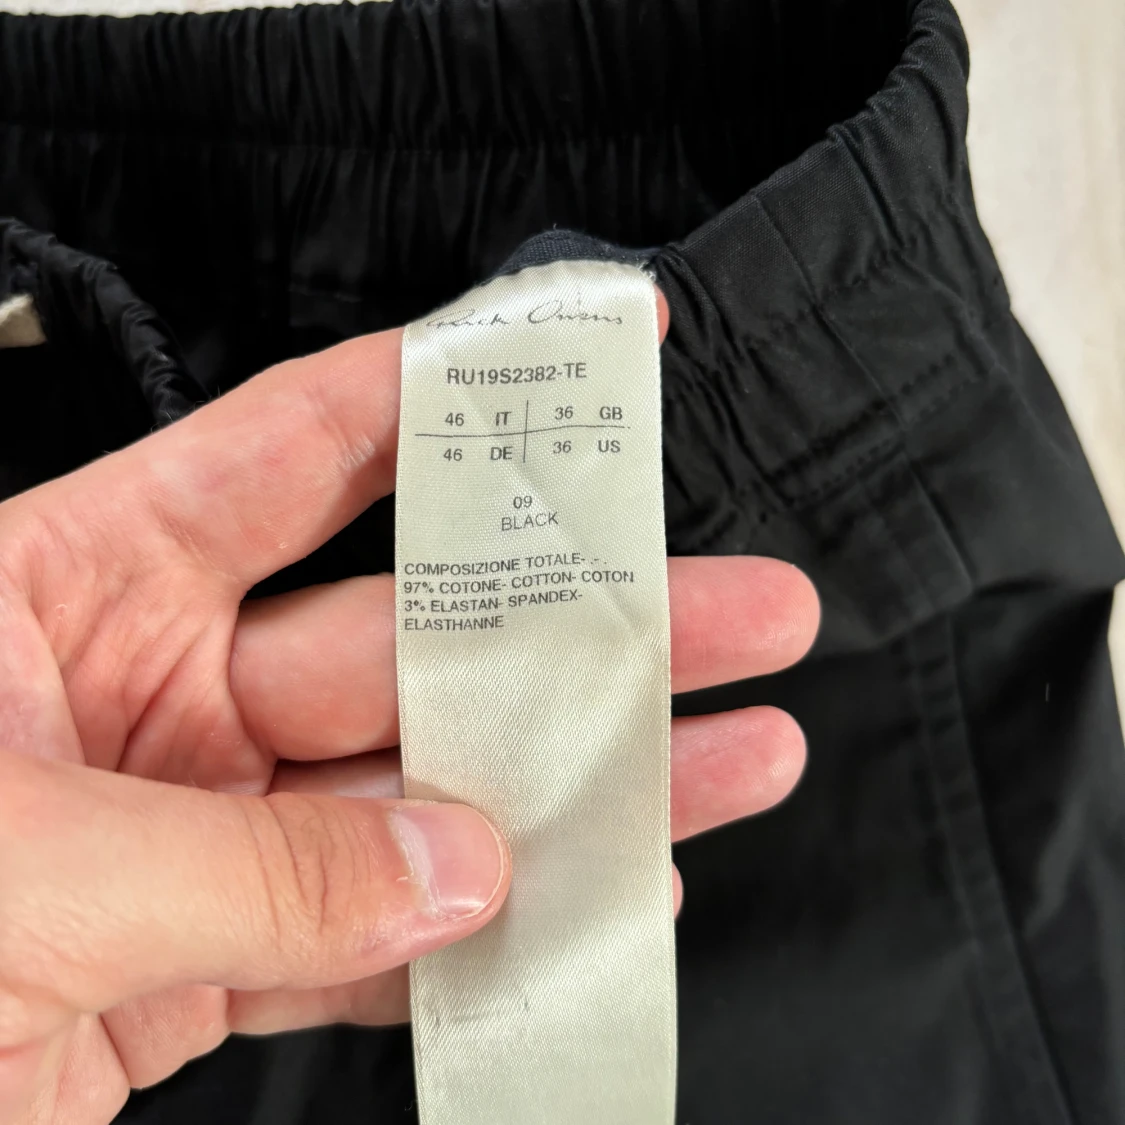 Rick Owens
RU19S2382-TE
46 IT 36 GB
46 DE 36 US
09
BLACK
COMPOSIZIONE TOTALE- - .
97% COTONE- COTTON- COTON
3% ELASTAN- SPANDEX-
ELASTHANNE